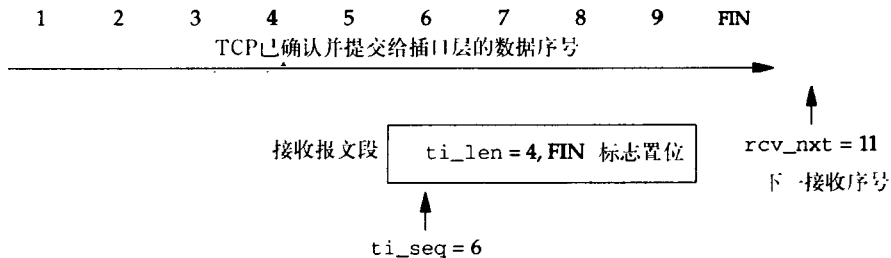 1 2 3 4 5 6 7 8 9 FIN
TCP已确认并提交给插口层的数据序号
接收报文段 ti_len = 4, FIN 标志置位
rcv_nxt = 11
下一接收序号
ti_seq = 6